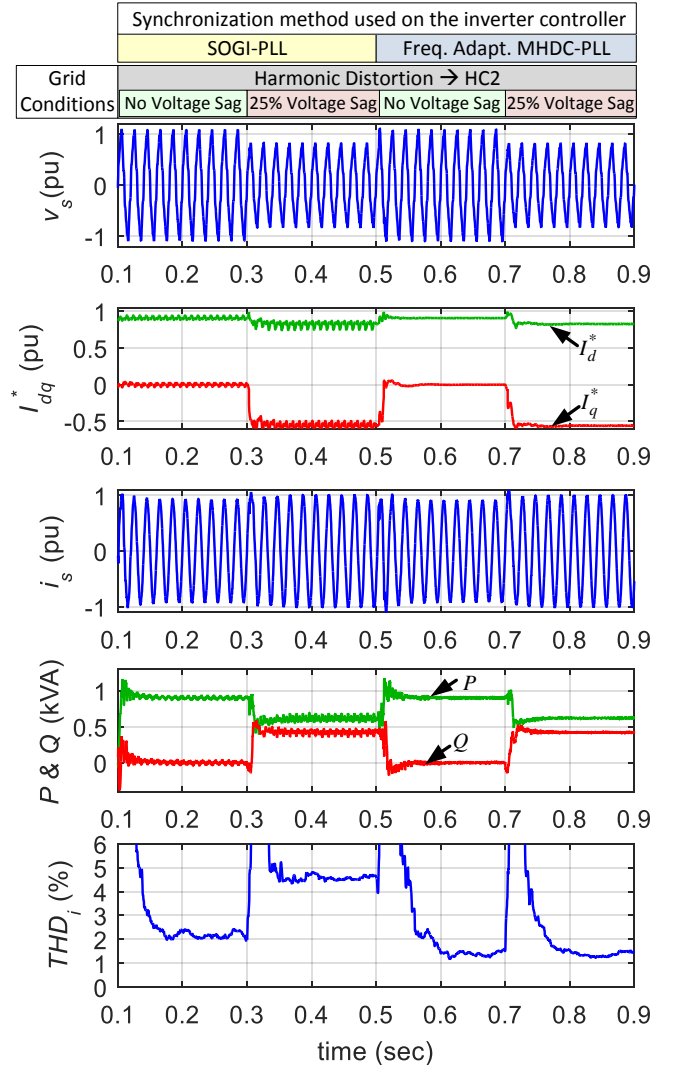 Synchronization method used on the inverter controller
SOGI-PLL
Freq. Adapt. MHDC-PLL
Grid Conditions
Harmonic Distortion → HC2
No Voltage Sag
25% Voltage Sag
No Voltage Sag
25% Voltage Sag
v_s(pu)
1
0
-1
0.1 0.2 0.3 0.4 0.5 0.6 0.7 0.8 0.9
I*_dq (pu)
1
0.5
0
-0.5
I*_d
I*_q
0.1 0.2 0.3 0.4 0.5 0.6 0.7 0.8 0.9
i_s (pu)
1
0
-1
0.1 0.2 0.3 0.4 0.5 0.6 0.7 0.8 0.9
P & Q (kVA)
1
0.5
0
P
Q
0.1 0.2 0.3 0.4 0.5 0.6 0.7 0.8 0.9
THD_i (%)
6
5
4
3
2
1
0
0.1 0.2 0.3 0.4 0.5 0.6 0.7 0.8 0.9
time (sec)